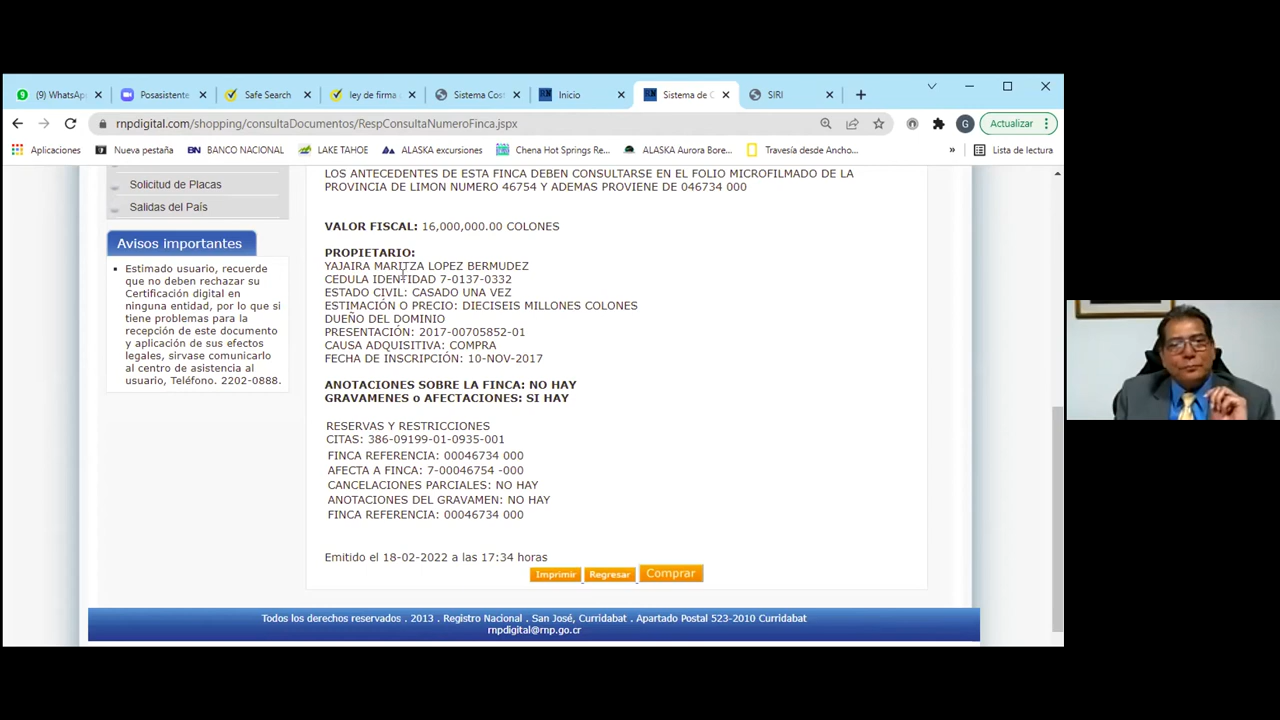 (9) WhatsAp
Posasistente
Safe Search
ley de firma
Sistema Cos
Inicio
Sistema de C
SIRI
rnpdigital.com/shopping/consultaDocumentos/RespConsultaNumeroFinca.jspx
G
Actualizar
Aplicaciones
Nueva pestaña
BN BANCO NACIONAL
LAKE TAHOE
ALASKA excursiones
Chena Hot Springs Re...
ALASKA Aurora Bore...
Travesía desde Ancho...
»
Lista de lectura
Solicitud de Placas
Salidas del País
Avisos importantes
Estimado usuario, recuerde
que no deben rechazar su
Certificación digital en
ninguna entidad, por lo que si
tiene problemas para la
recepción de este documento
y aplicación de sus efectos
legales, sirvase comunicarlo
al centro de asistencia al
usuario, Teléfono. 2202-0888.
LOS ANTECEDENTES DE ESTA FINCA DEBEN CONSULTARSE EN EL FOLIO MICROFILMADO DE LA
PROVINCIA DE LIMON NUMERO 46754 Y ADEMAS PROVIENE DE 046734 000
VALOR FISCAL: 16,000,000.00 COLONES
PROPIETARIO:
YAJAIRA MARITZA LOPEZ BERMUDEZ
CEDULA IDENTIDAD 7-0137-0332
ESTADO CIVIL: CASADO UNA VEZ
ESTIMACIÓN O PRECIO: DIECISEIS MILLONES COLONES
DUEÑO DEL DOMINIO
PRESENTACIÓN: 2017-00705852-01
CAUSA ADQUISITIVA: COMPRA
FECHA DE INSCRIPCIÓN: 10-NOV-2017
ANOTACIONES SOBRE LA FINCA: NO HAY
GRAVAMENES o AFECTACIONES: SI HAY
RESERVAS Y RESTRICCIONES
CITAS: 386-09199-01-0935-001
FINCA REFERENCIA: 00046734 000
AFECTA A FINCA: 7-00046754 -000
CANCELACIONES PARCIALES: NO HAY
ANOTACIONES DEL GRAVAMEN: NO HAY
FINCA REFERENCIA: 00046734 000
Emitido el 18-02-2022 a las 17:34 horas
Imprimir
Regresar
Comprar
Todos los derechos reservados . 2013 . Registro Nacional . San José, Curridabat . Apartado Postal 523-2010 Curridabat
rnpdigital@rnp.go.cr